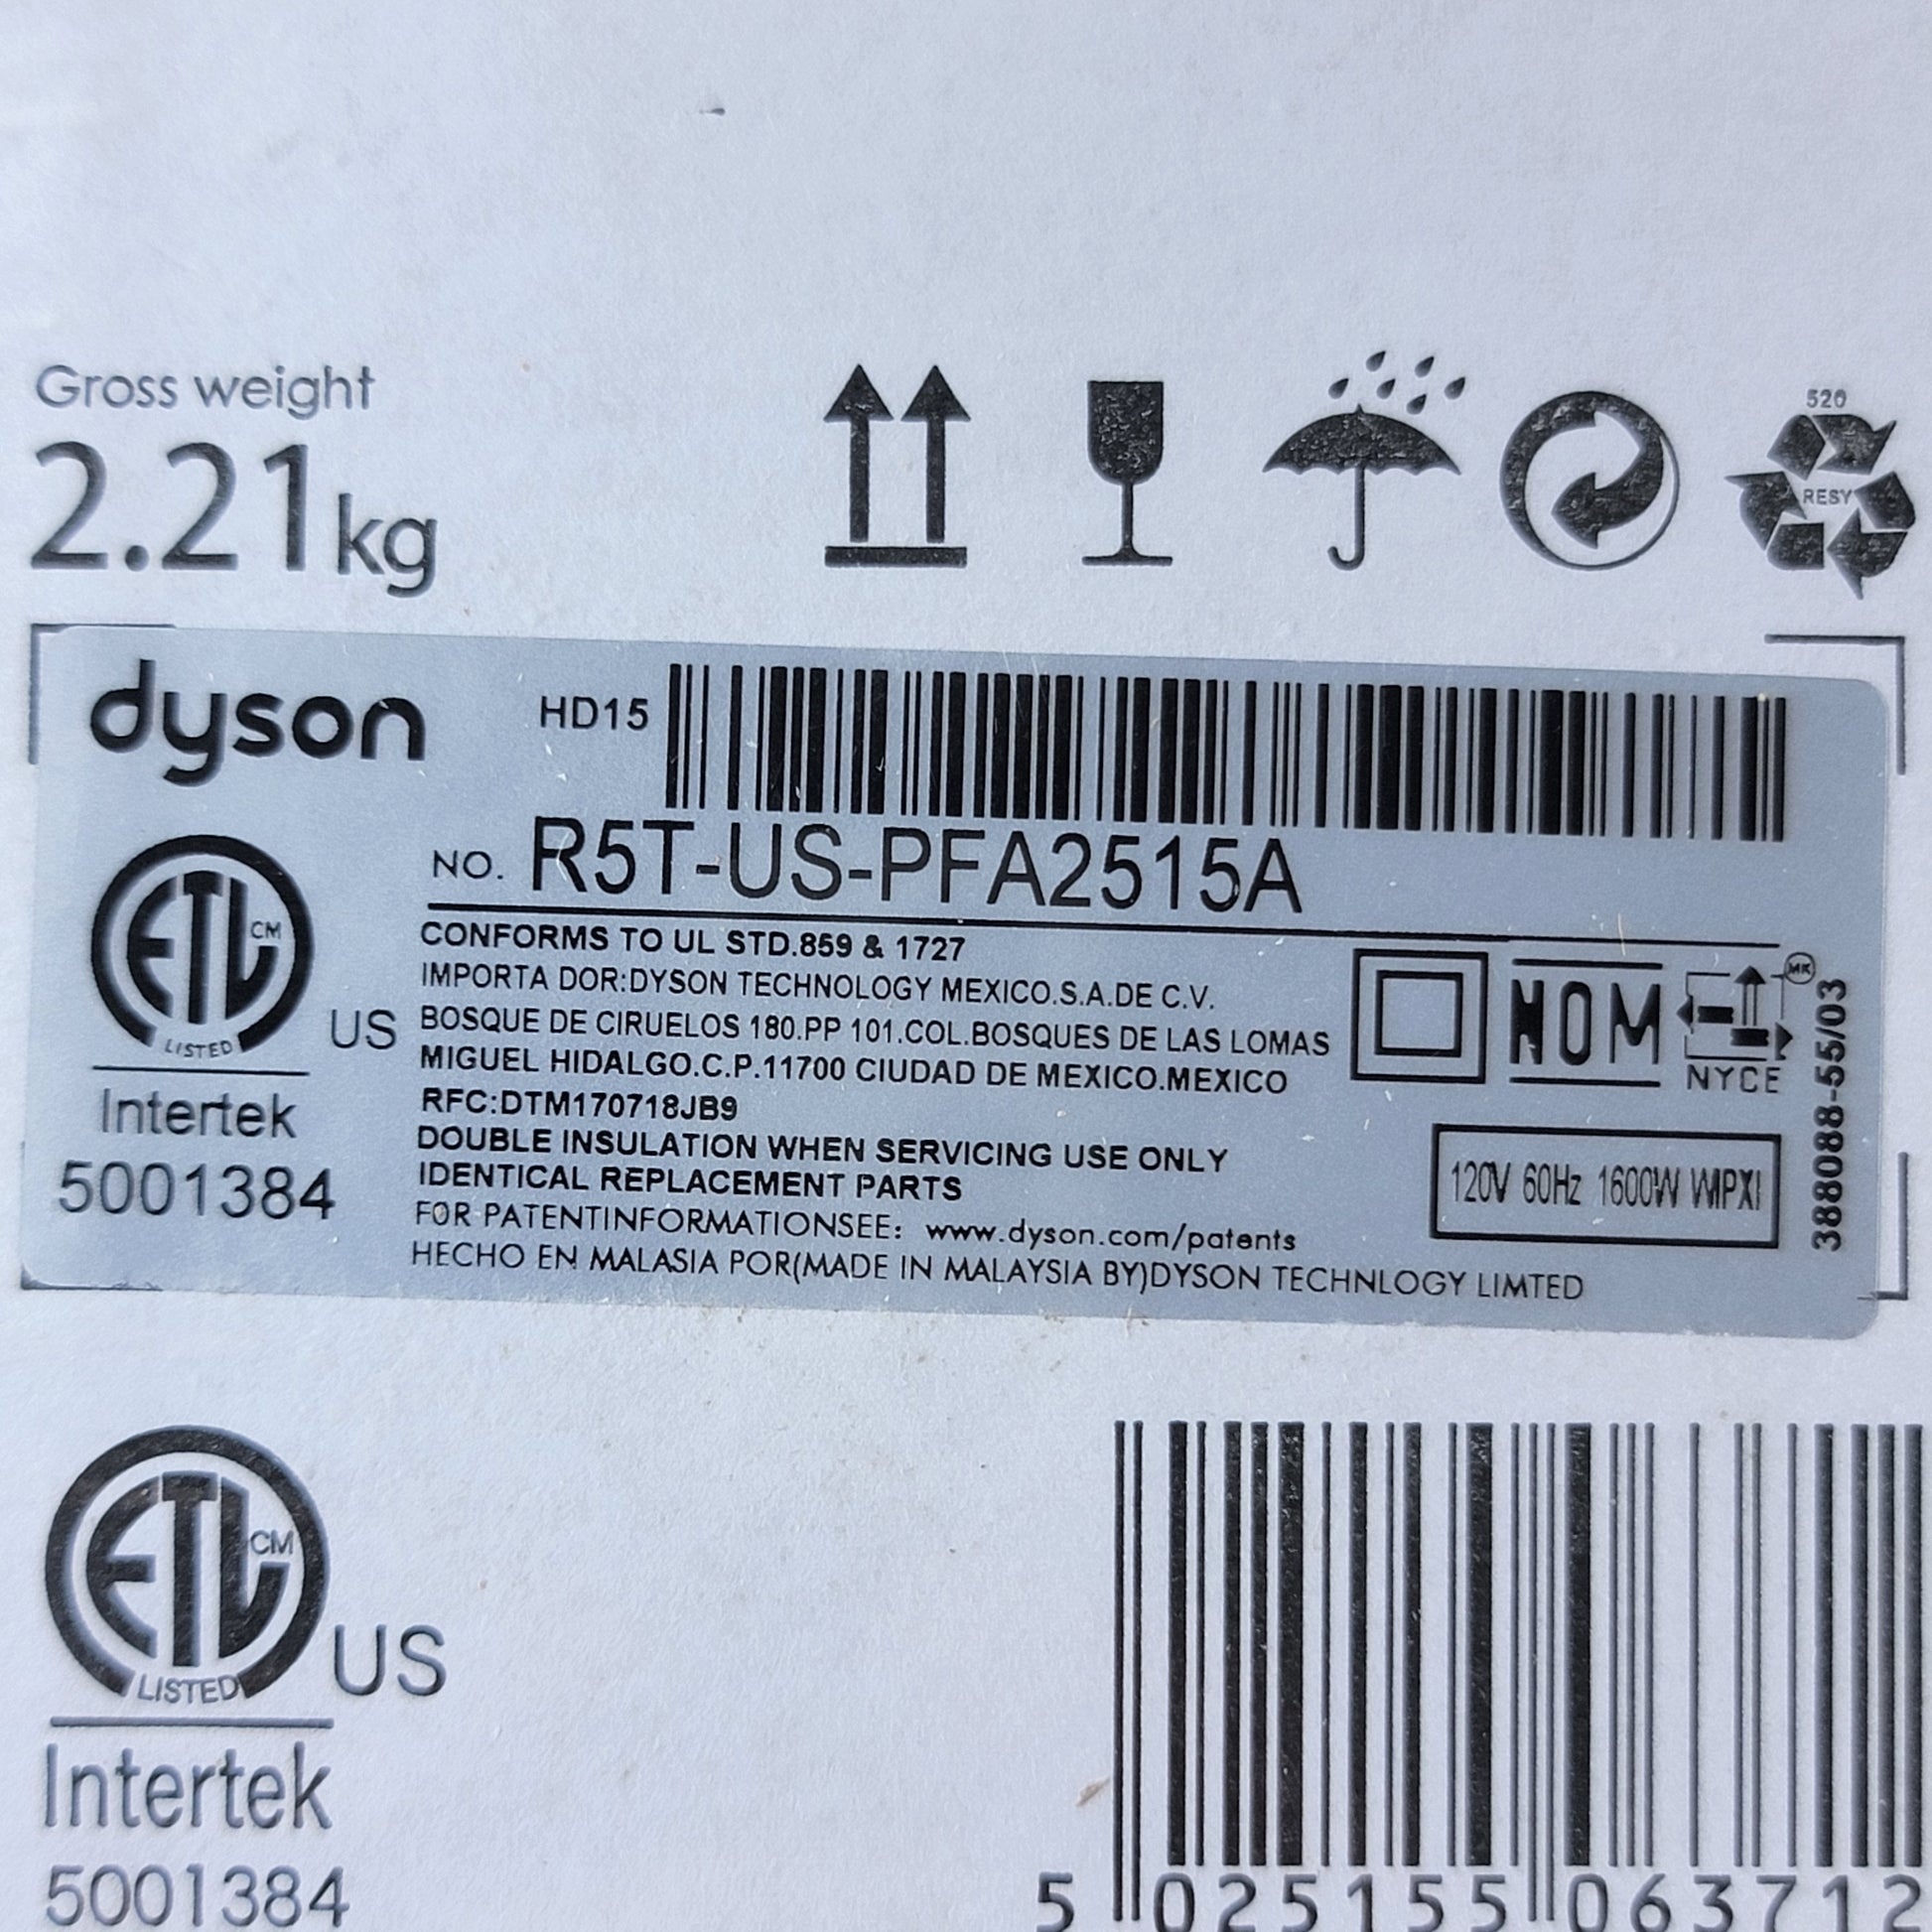 Gross weight
2.21kg
520
RESY
dyson
HD15
NO. R5T-US-PFA2515A
ETL CM
LISTED
US
Intertek
5001384
CONFORMS TO UL STD.859 & 1727
IMPORTA DOR:DYSON TECHNOLOGY MEXICO.S.A.DE C.V.
BOSQUE DE CIRUELOS 180.PP 101.COL.BOSQUES DE LAS LOMAS
MIGUEL HIDALGO.C.P.11700 CIUDAD DE MEXICO.MEXICO
RFC:DTM170718JB9
DOUBLE INSULATION WHEN SERVICING USE ONLY
IDENTICAL REPLACEMENT PARTS
FOR PATENTINFORMATIONSEE: www.dyson.com/patents
HECHO EN MALASIA POR(MADE IN MALAYSIA BY)DYSON TECHNLOGY LIMTED
NOM
MK
NYCE
120V 60Hz 1600W WIPXI
388088-55/03
ETL CM
LISTED
US
Intertek
5001384
5 025155 063712